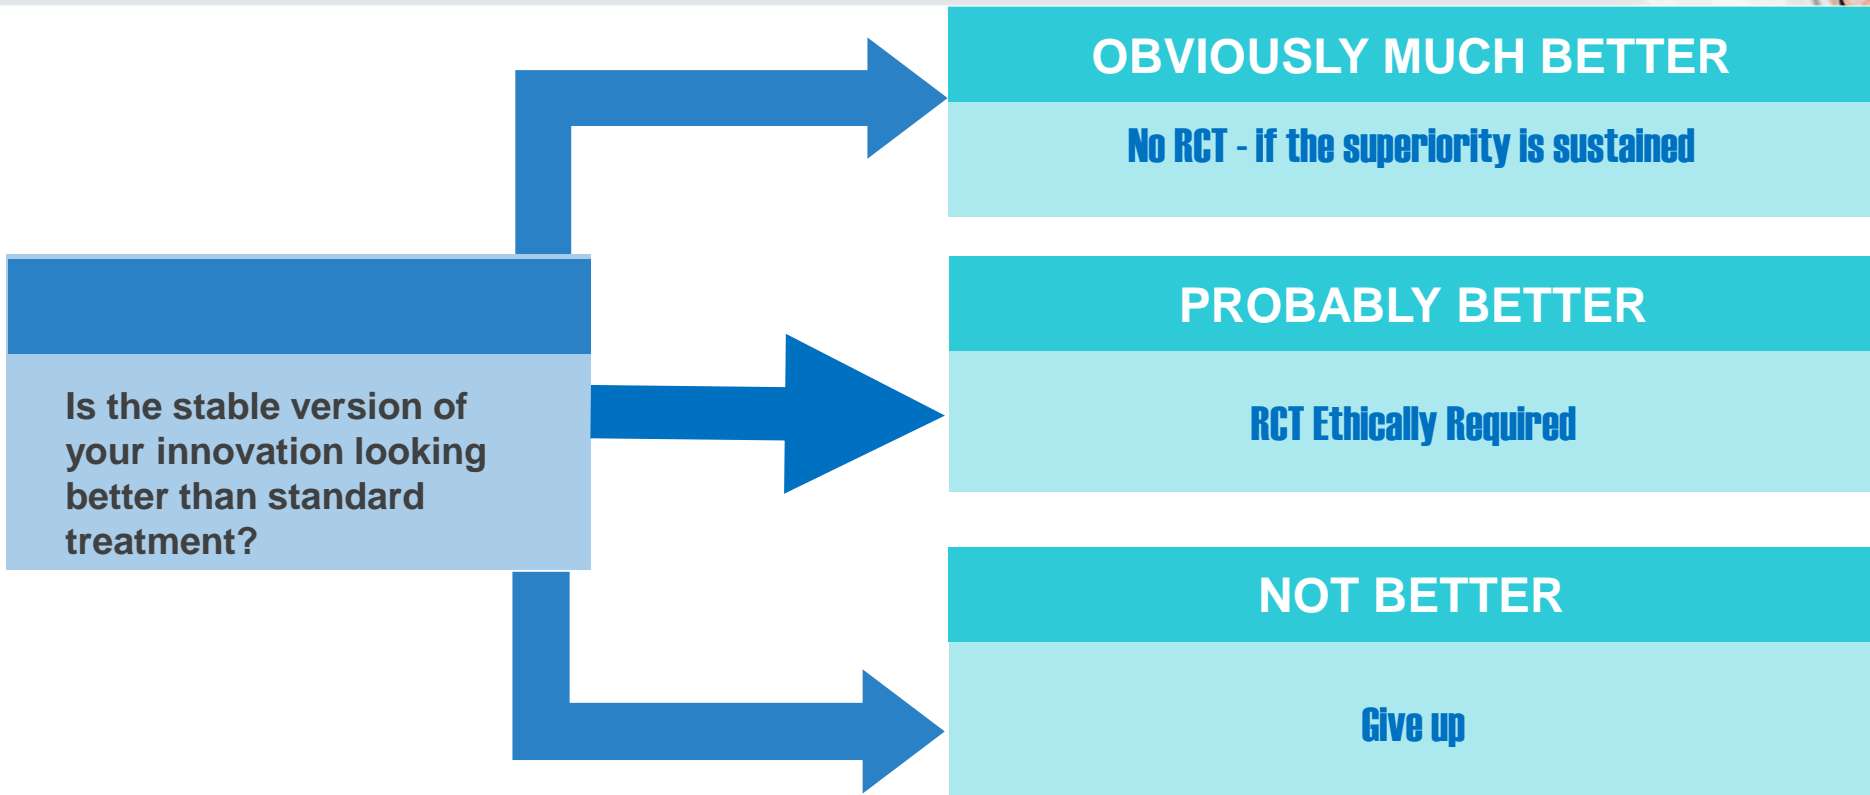 OBVIOUSLY MUCH BETTER
No RCT - if the superiority is sustained
PROBABLY BETTER
Is the stable version of
your innovation looking
better than standard
treatment?
RCT Ethically Required
NOT BETTER
Give up